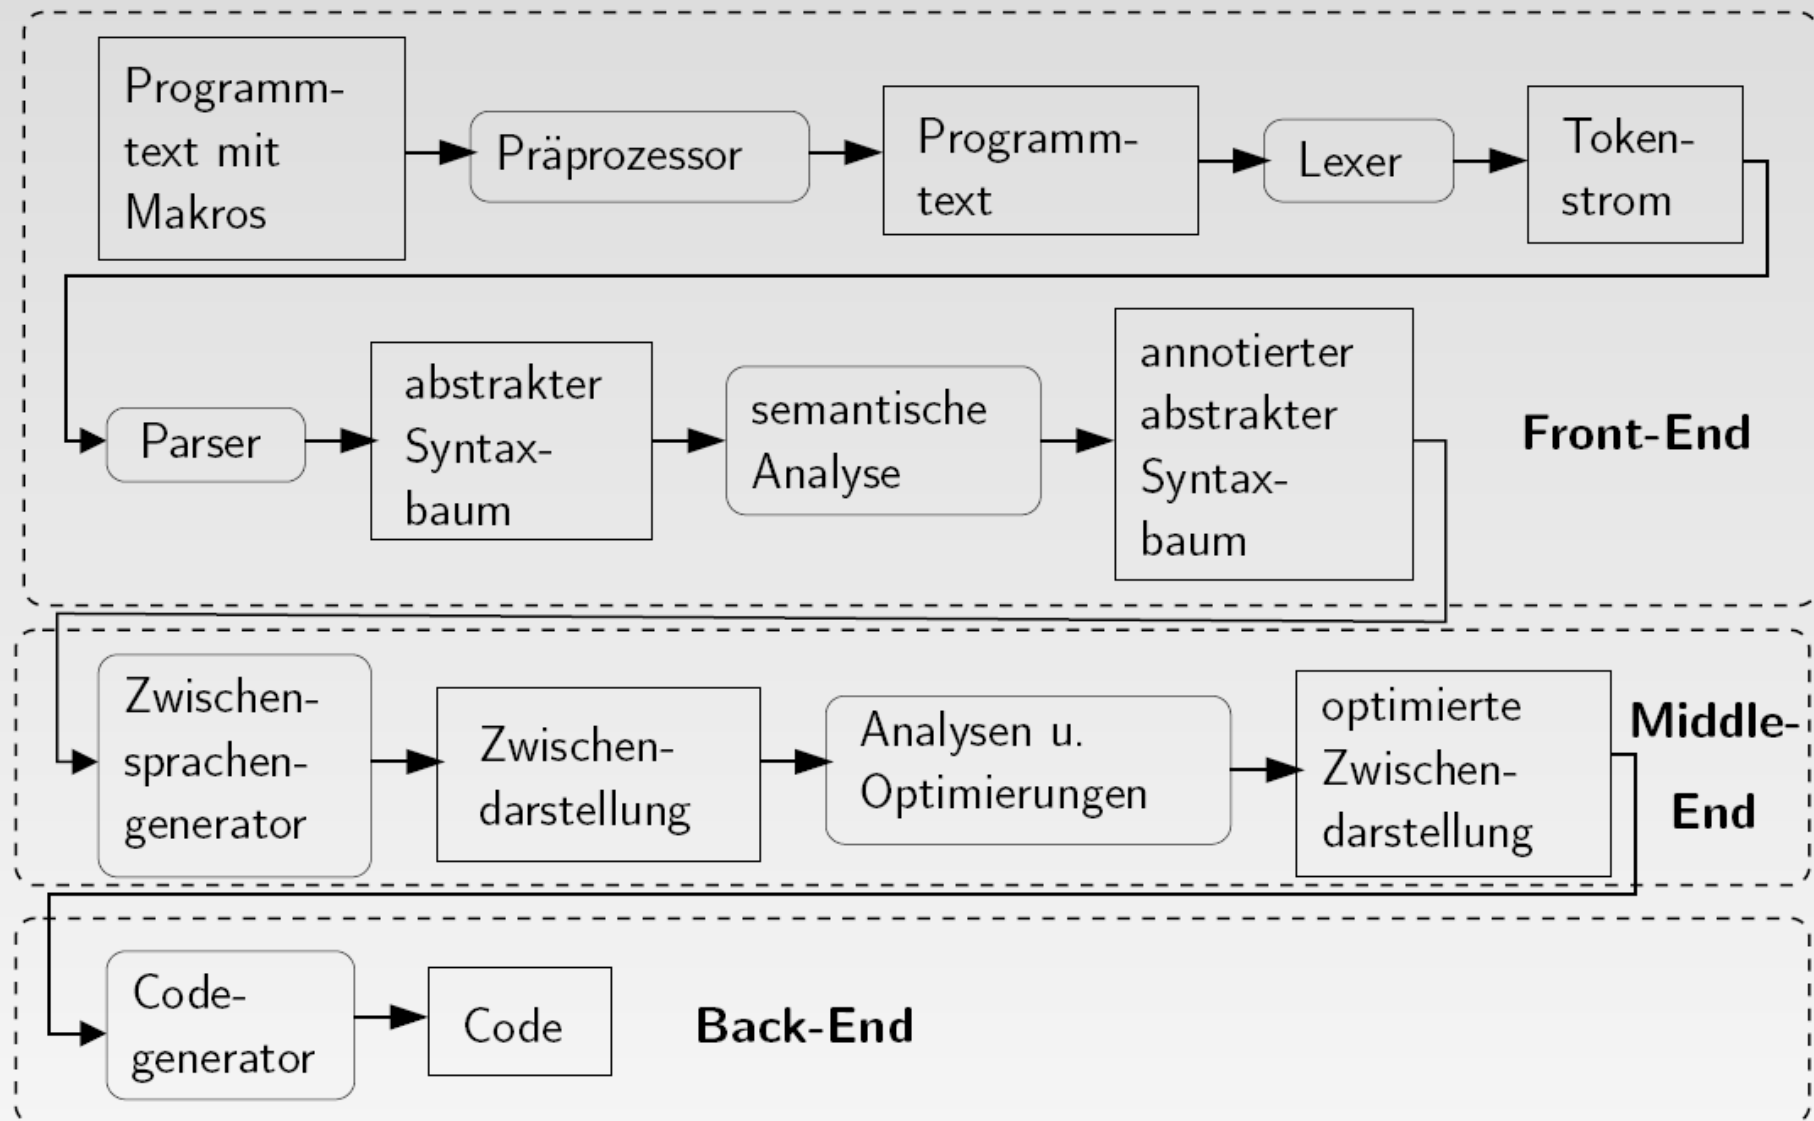 Programm-
text mit
Makros
Präprozessor
Programm-
text
Lexer
Token-
strom
Parser
abstrakter
Syntax-
baum
semantische
Analyse
annotierter
abstrakter
Syntax-
baum
Front-End
Zwischen-
sprachen-
generator
Zwischen-
darstellung
Analysen u.
Optimierungen
optimierte
Zwischen-
darstellung
Middle-
End
Code-
generator
Code
Back-End